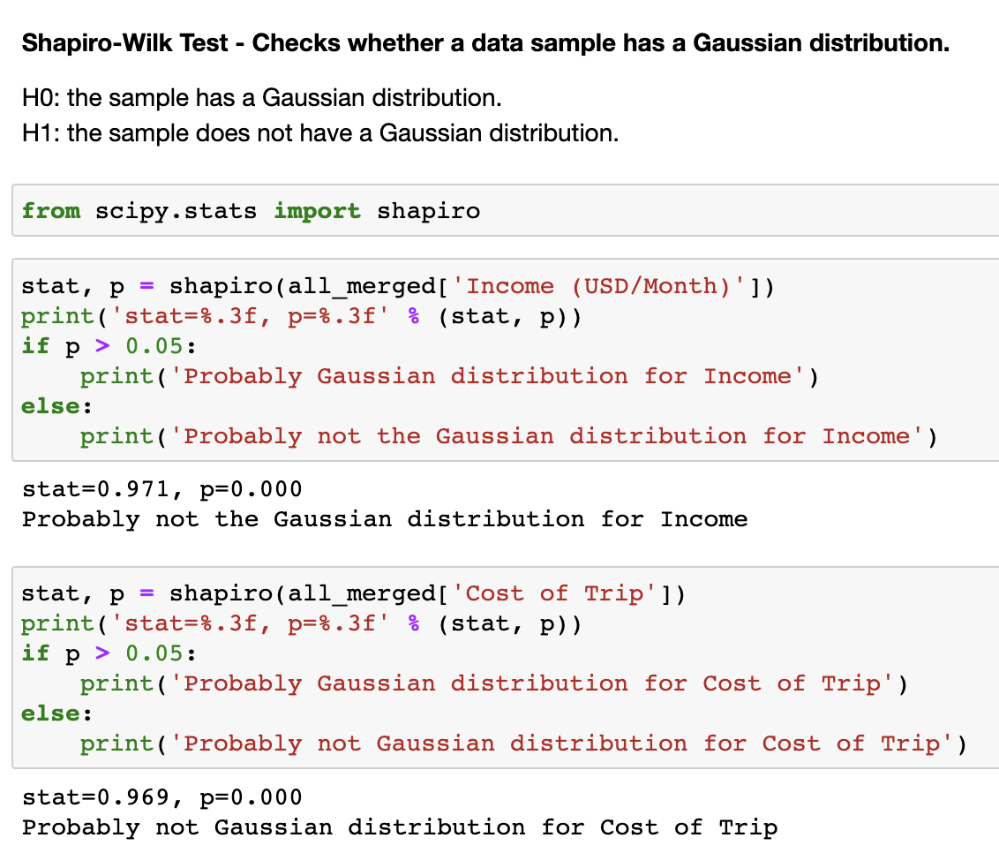 Shapiro-Wilk Test - Checks whether a data sample has a Gaussian distribution.
H0: the sample has a Gaussian distribution.
H1: the sample does not have a Gaussian distribution.
from scipy.stats import shapiro
stat, p = shapiro(all_merged['Income (USD/Month)'])
print('stat=%.3f, p=%.3f' % (stat, p))
if p > 0.05:
    print('Probably Gaussian distribution for Income')
else:
    print('Probably not the Gaussian distribution for Income')
stat=0.971, p=0.000
Probably not the Gaussian distribution for Income
stat, p = shapiro(all_merged['Cost of Trip'])
print('stat=%.3f, p=%.3f' % (stat, p))
if p > 0.05:
    print('Probably Gaussian distribution for Cost of Trip')
else:
    print('Probably not Gaussian distribution for Cost of Trip')
stat=0.969, p=0.000
Probably not Gaussian distribution for Cost of Trip